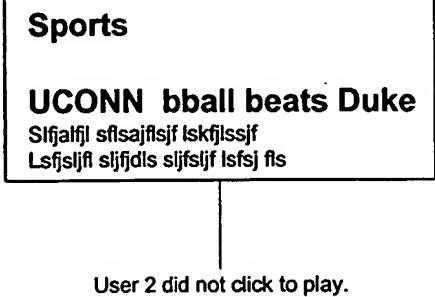 Sports
UCONN bball beats Duke
Slfjalfjl sflsajflsjf lskfjlssjf
Lsfjsljfl sljfjdls sljfsljf lsfsj fls
User 2 did not click to play.